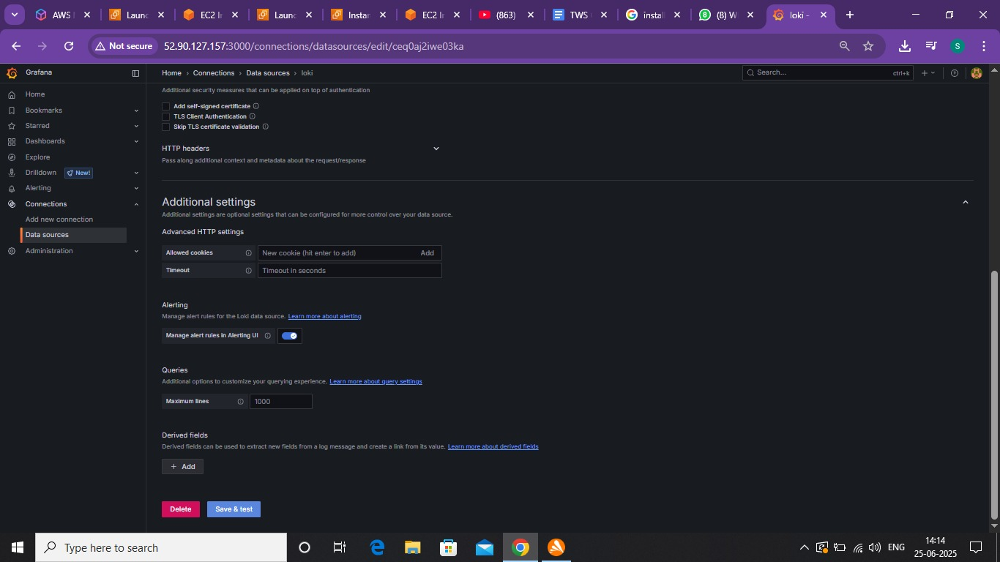 AWS
Launc
EC2 Ir
Launc
Instar
EC2 Ir
(863)
TWS
instal
(8) W
loki -
Not secure
52.90.127.157:3000/connections/datasources/edit/ceq0aj2iwe03ka
S
Grafana
Home › Connections › Data sources › loki
Search...
ctrl+k
Home
Bookmarks
Starred
Dashboards
Explore
Drilldown
New!
Alerting
Connections
Add new connection
Data sources
Administration
Additional security measures that can be applied on top of authentication
Add self-signed certificate
TLS Client Authentication
Skip TLS certificate validation
HTTP headers
Pass along additional context and metadata about the request/response
Additional settings
Additional settings are optional settings that can be configured for more control over your data source.
Advanced HTTP settings
Allowed cookies
New cookie (hit enter to add)
Add
Timeout
Timeout in seconds
Alerting
Manage alert rules for the Loki data source. Learn more about alerting
Manage alert rules in Alerting UI
Queries
Additional options to customize your querying experience. Learn more about query settings
Maximum lines
1000
Derived fields
Derived fields can be used to extract new fields from a log message and create a link from its value. Learn more about derived fields
+ Add
Delete
Save & test
Type here to search
ENG
14:14
25-06-2025